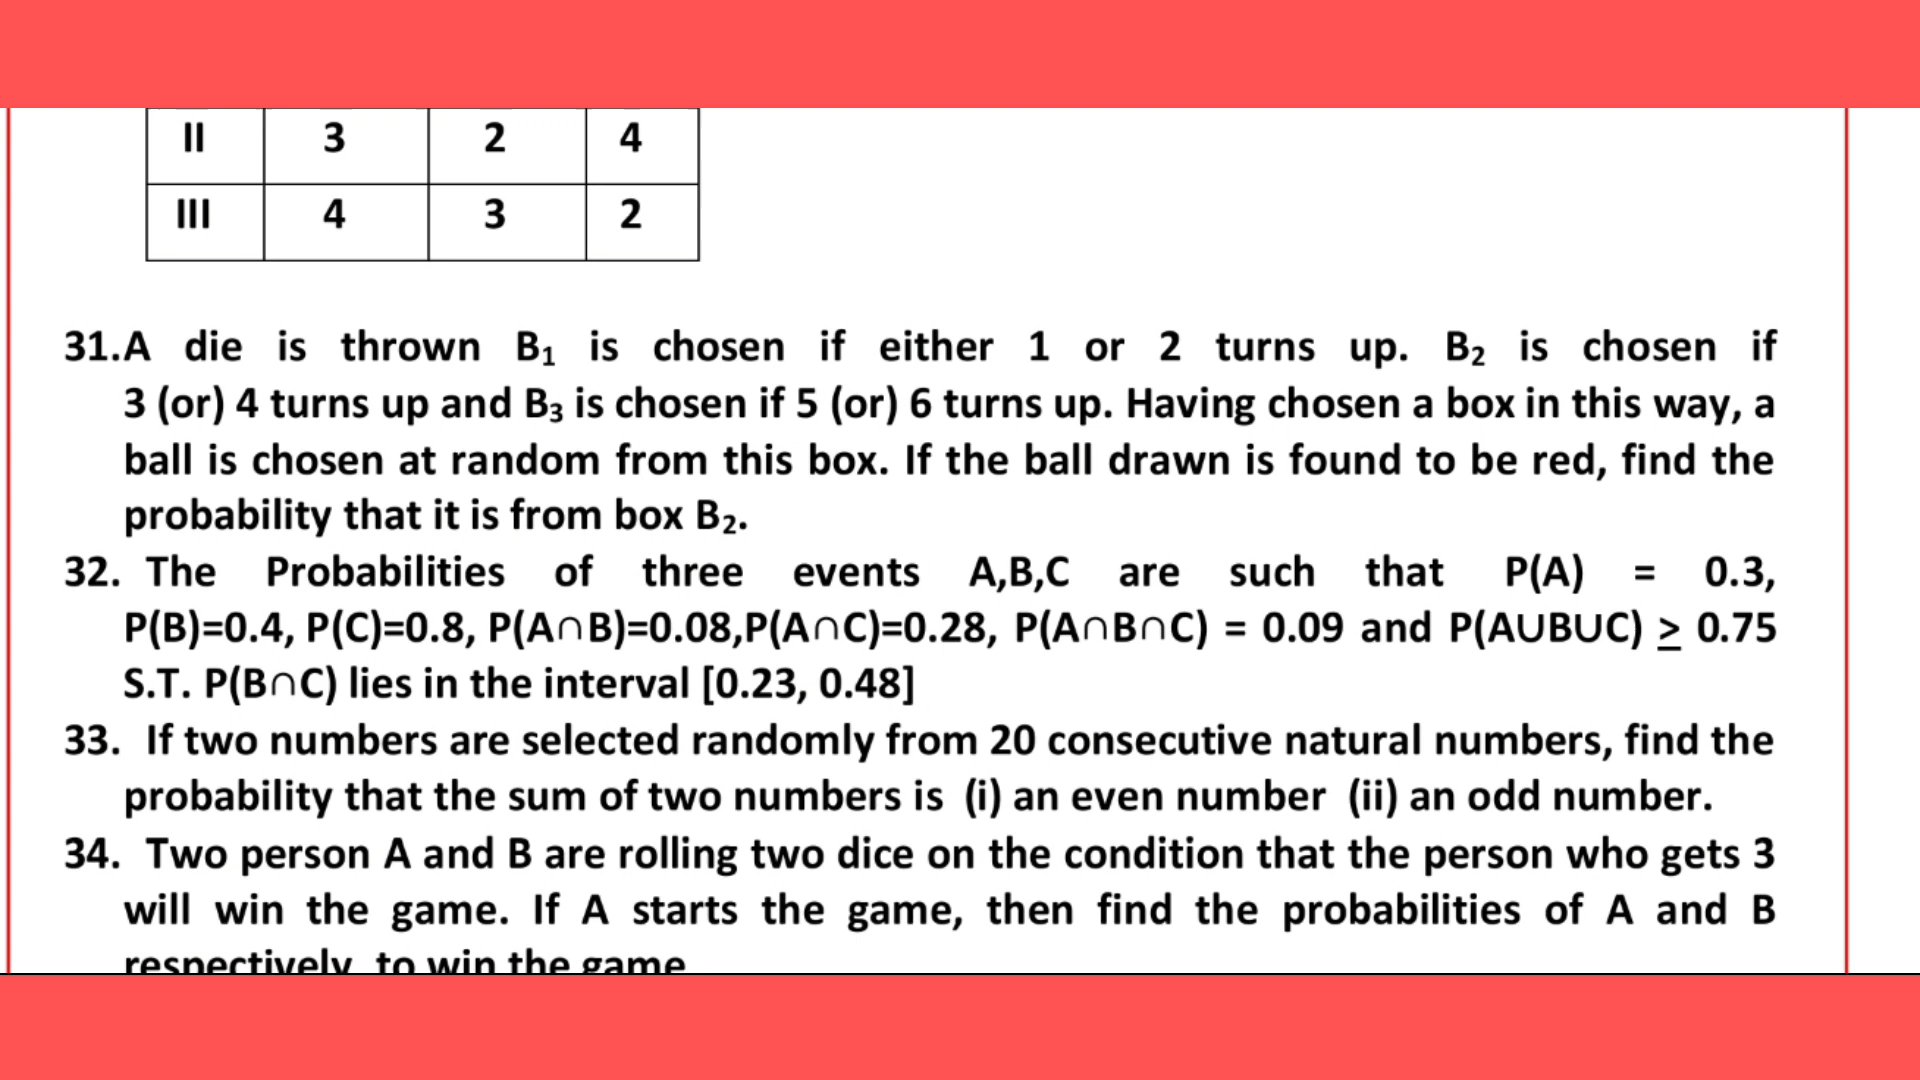 II 3 2 4
III 4 3 2
31.A die is thrown B₁ is chosen if either 1 or 2 turns up. B₂ is chosen if
3 (or) 4 turns up and B₃ is chosen if 5 (or) 6 turns up. Having chosen a box in this way, a
ball is chosen at random from this box. If the ball drawn is found to be red, find the
probability that it is from box B₂.
32. The Probabilities of three events A,B,C are such that P(A) = 0.3,
P(B)=0.4, P(C)=0.8, P(A∩B)=0.08,P(A∩C)=0.28, P(A∩B∩C) = 0.09 and P(A∪B∪C) ≥ 0.75
S.T. P(B∩C) lies in the interval [0.23, 0.48]
33. If two numbers are selected randomly from 20 consecutive natural numbers, find the
probability that the sum of two numbers is (i) an even number (ii) an odd number.
34. Two person A and B are rolling two dice on the condition that the person who gets 3
will win the game. If A starts the game, then find the probabilities of A and B
respectively to win the game